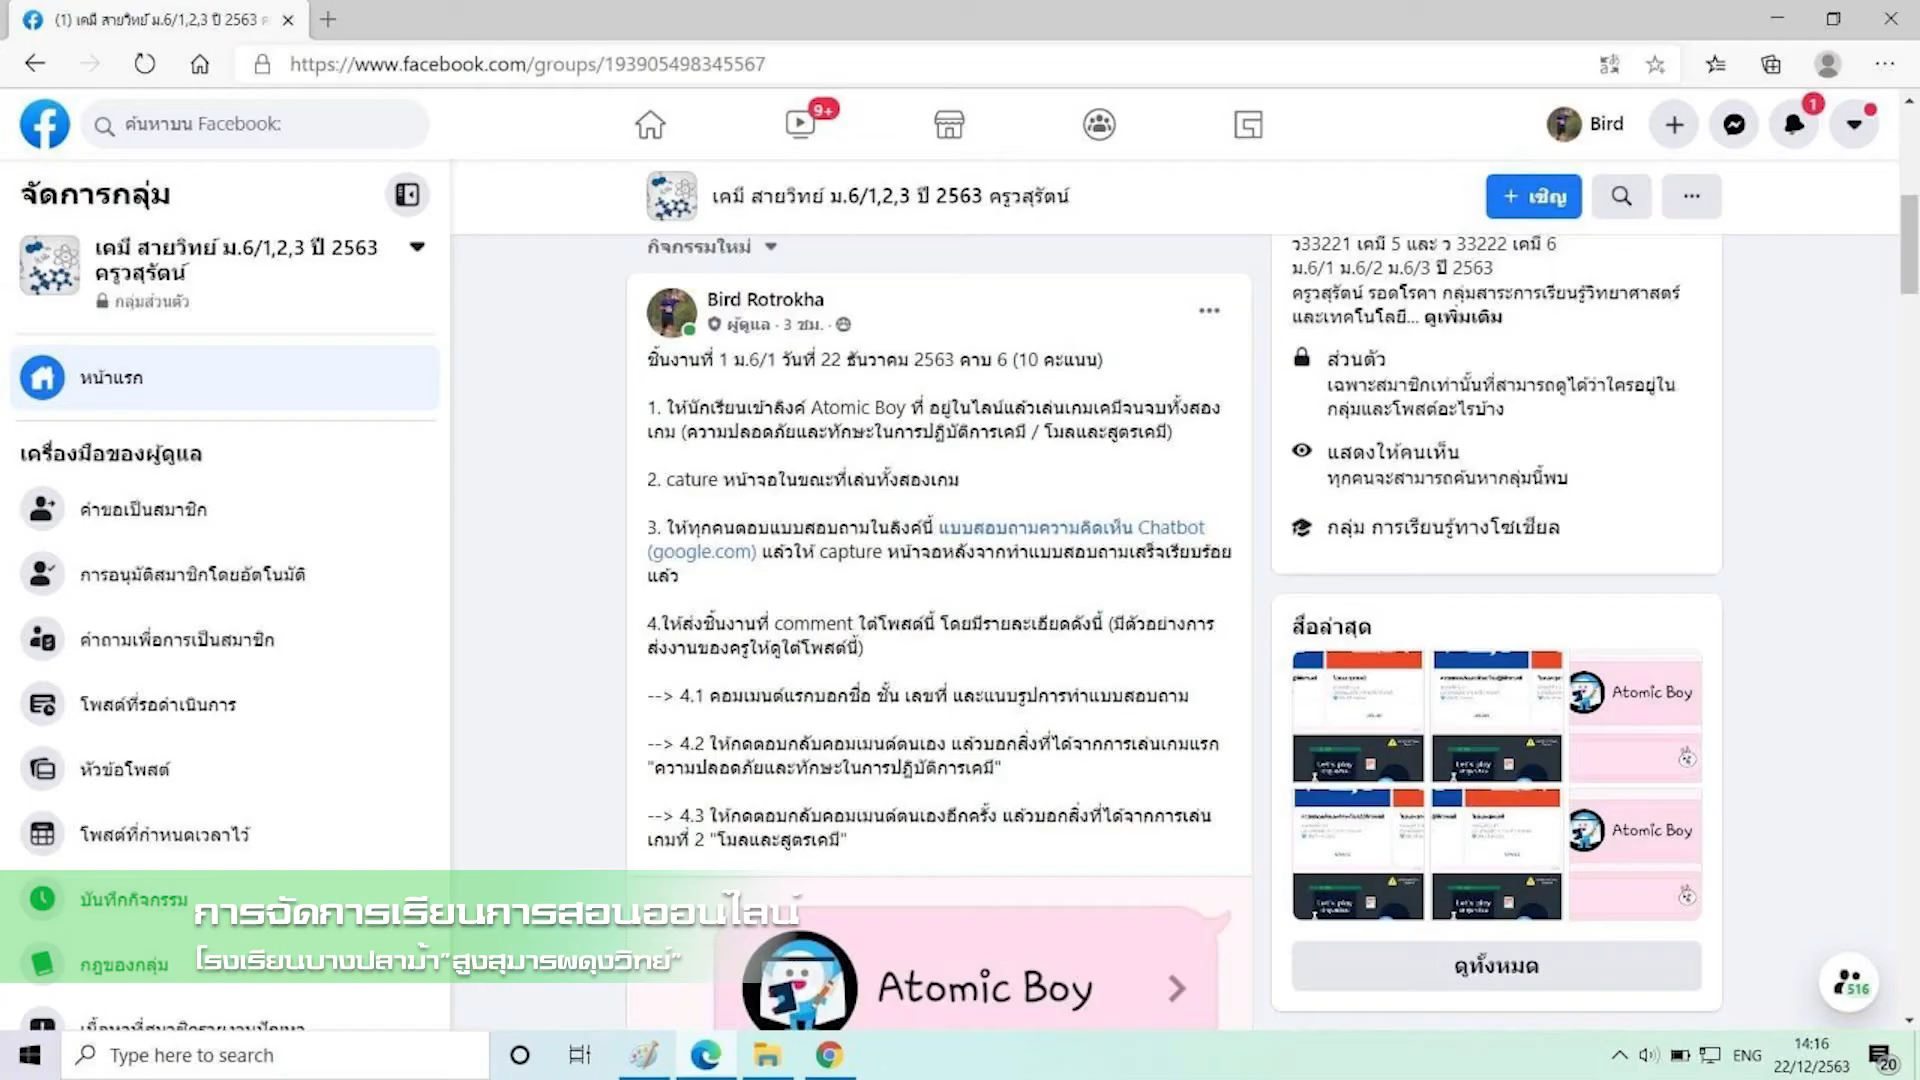 (1) เคมี สายวิทย์ ม.6/1,2,3 ปี 2563 ค
https://www.facebook.com/groups/193905498345567
ค้นหาบน Facebook:
9+
Bird
1
จัดการกลุ่ม
เคมี สายวิทย์ ม.6/1,2,3 ปี 2563
ครูวสุรัตน์
กลุ่มส่วนตัว
หน้าแรก
เครื่องมือของผู้ดูแล
คำขอเป็นสมาชิก
การอนุมัติสมาชิกโดยอัตโนมัติ
คำถามเพื่อการเป็นสมาชิก
โพสต์ที่รอดำเนินการ
หัวข้อโพสต์
โพสต์ที่กำหนดเวลาไว้
บันทึกกิจกรรม
กฎของกลุ่ม
เนื้อหาที่สมาชิกรายงานปัญหา
เคมี สายวิทย์ ม.6/1,2,3 ปี 2563 ครูวสุรัตน์
+ เชิญ
กิจกรรมใหม่
Bird Rotrokha
ผู้ดูแล · 3 ชม. ·
ชิ้นงานที่ 1 ม.6/1 วันที่ 22 ธันวาคม 2563 คาบ 6 (10 คะแนน)
1. ให้นักเรียนเข้าลิงค์ Atomic Boy ที่ อยู่ในไลน์แล้วเล่นเกมเคมีจนจบทั้งสอง
เกม (ความปลอดภัยและทักษะในการปฏิบัติการเคมี / โมลและสูตรเคมี)
2. cature หน้าจอในขณะที่เล่นทั้งสองเกม
3. ให้ทุกคนตอบแบบสอบถามในลิงค์นี้ แบบสอบถามความคิดเห็น Chatbot
(google.com) แล้วให้ capture หน้าจอหลังจากทำแบบสอบถามเสร็จเรียบร้อย
แล้ว
4.ให้ส่งชิ้นงานที่ comment ใต้โพสต์นี้ โดยมีรายละเอียดดังนี้ (มีตัวอย่างการ
ส่งงานของครูให้ดูใต้โพสต์นี้)
--> 4.1 คอมเมนต์แรกบอกชื่อ ชั้น เลขที่ และแนบรูปการทำแบบสอบถาม
--> 4.2 ให้กดตอบกลับคอมเมนต์ตนเอง แล้วบอกสิ่งที่ได้จากการเล่นเกมแรก
"ความปลอดภัยและทักษะในการปฏิบัติการเคมี"
--> 4.3 ให้กดตอบกลับคอมเมนต์ตนเองอีกครั้ง แล้วบอกสิ่งที่ได้จากการเล่น
เกมที่ 2 "โมลและสูตรเคมี"
Atomic Boy
ว33221 เคมี 5 และ ว 33222 เคมี 6
ม.6/1 ม.6/2 ม.6/3 ปี 2563
ครูวสุรัตน์ รอดโรคา กลุ่มสาระการเรียนรู้วิทยาศาสตร์
และเทคโนโลยี... ดูเพิ่มเติม
ส่วนตัว
เฉพาะสมาชิกเท่านั้นที่สามารถดูได้ว่าใครอยู่ใน
กลุ่มและโพสต์อะไรบ้าง
แสดงให้คนเห็น
ทุกคนจะสามารถค้นหากลุ่มนี้พบ
กลุ่ม การเรียนรู้ทางโซเชียล
สื่อล่าสุด
Atomic Boy
Let's play
Let's play
Atomic Boy
Let's play
Let's play
ดูทั้งหมด
516
การจัดการเรียนการสอนออนไลน์
โรงเรียนบางปลาม้า"สูงสุมารผดุงวิทย์"
Type here to search
ENG
14:16
22/12/2563
20